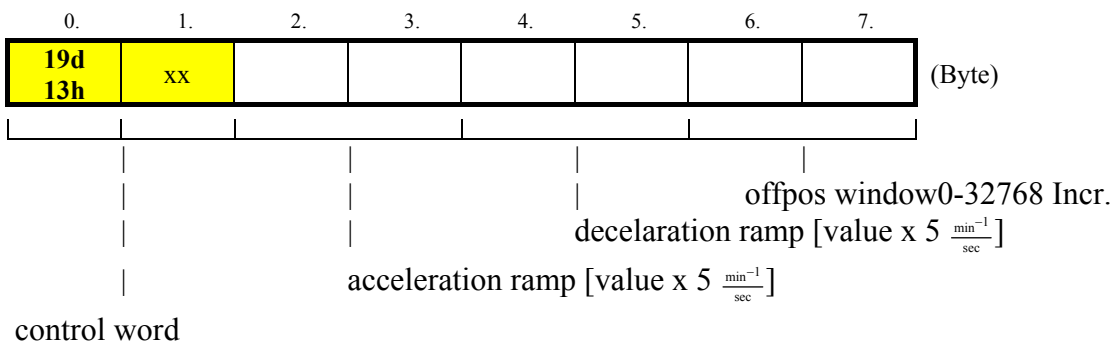 0. 1. 2. 3. 4. 5. 6. 7.
19d
13h
xx
(Byte)
offpos window0-32768 Incr.
decelaration ramp [value x 5 min⁻¹/sec]
acceleration ramp [value x 5 min⁻¹/sec]
control word